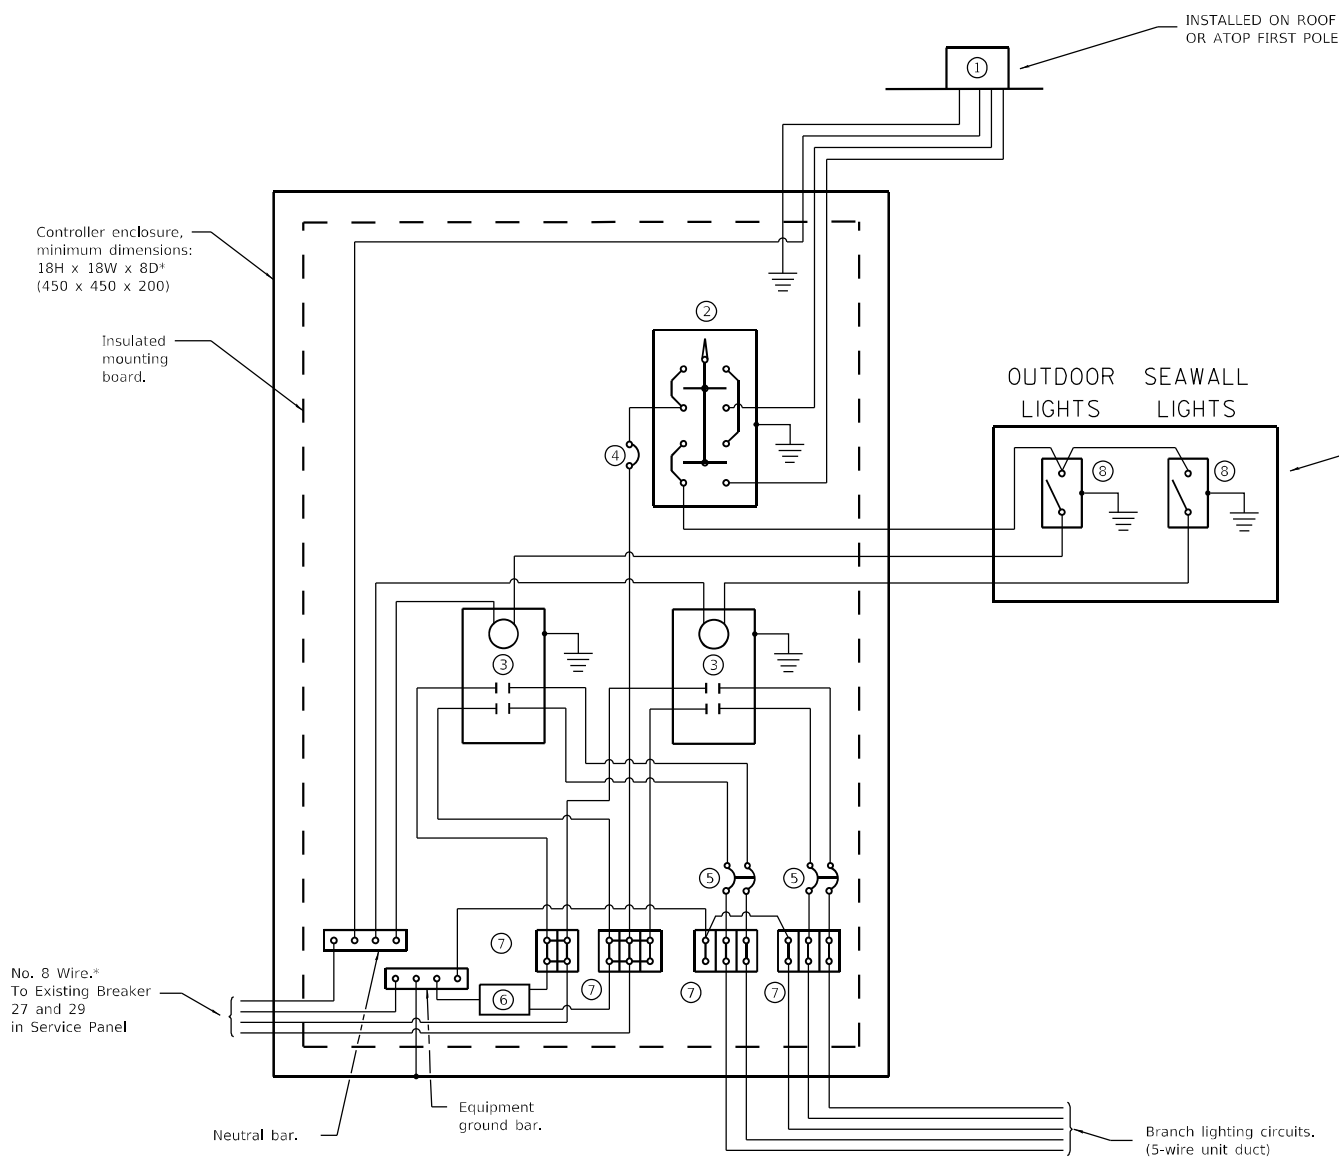 INSTALLED ON ROOF
OR ATOP FIRST POLE
1
Controller enclosure,
minimum dimensions:
18H x 18W x 8D*
(450 x 450 x 200)
2
Insulated
mounting
board.
OUTDOOR
LIGHTS
SEAWALL
LIGHTS
4
8
8
3
3
5
5
7
No. 8 Wire.*
To Existing Breaker
27 and 29
in Service Panel
6
7
7
7
Equipment
ground bar.
Neutral bar.
Branch lighting circuits.
(5-wire unit duct)